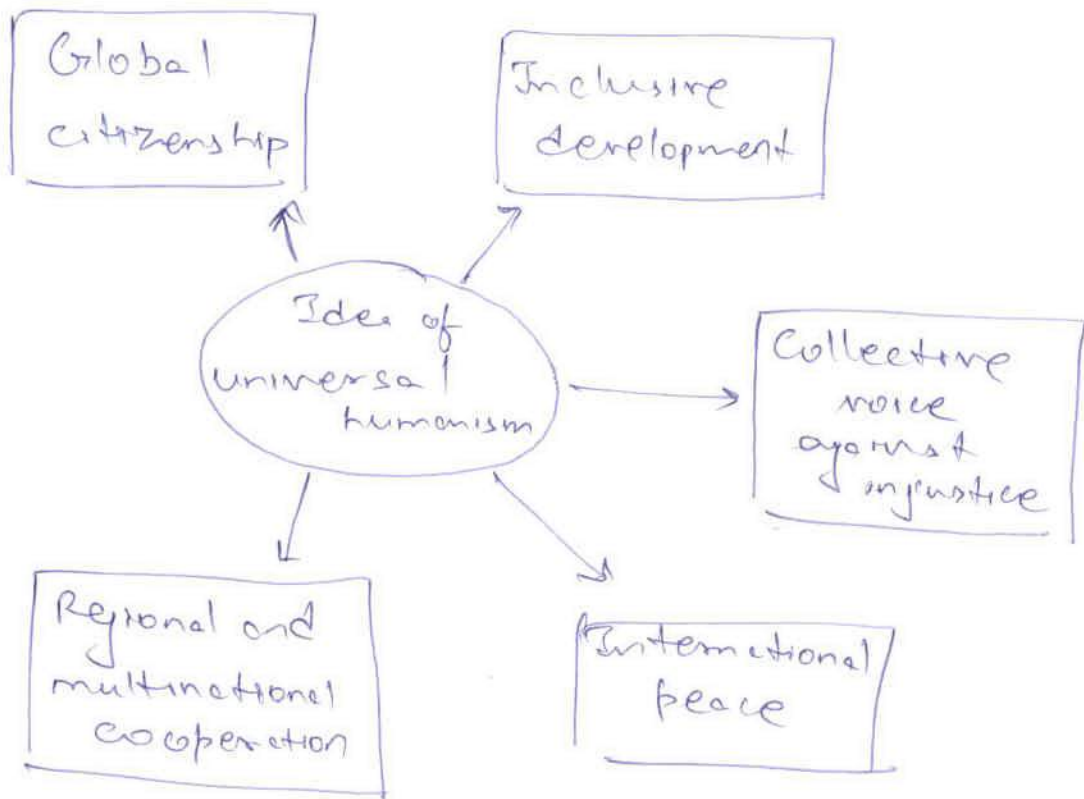 Global
citizenship
Inclusive
development
Idea of
universal
humanism
Collective
voice
against
injustice
Regional and
multinational
cooperation
International
peace